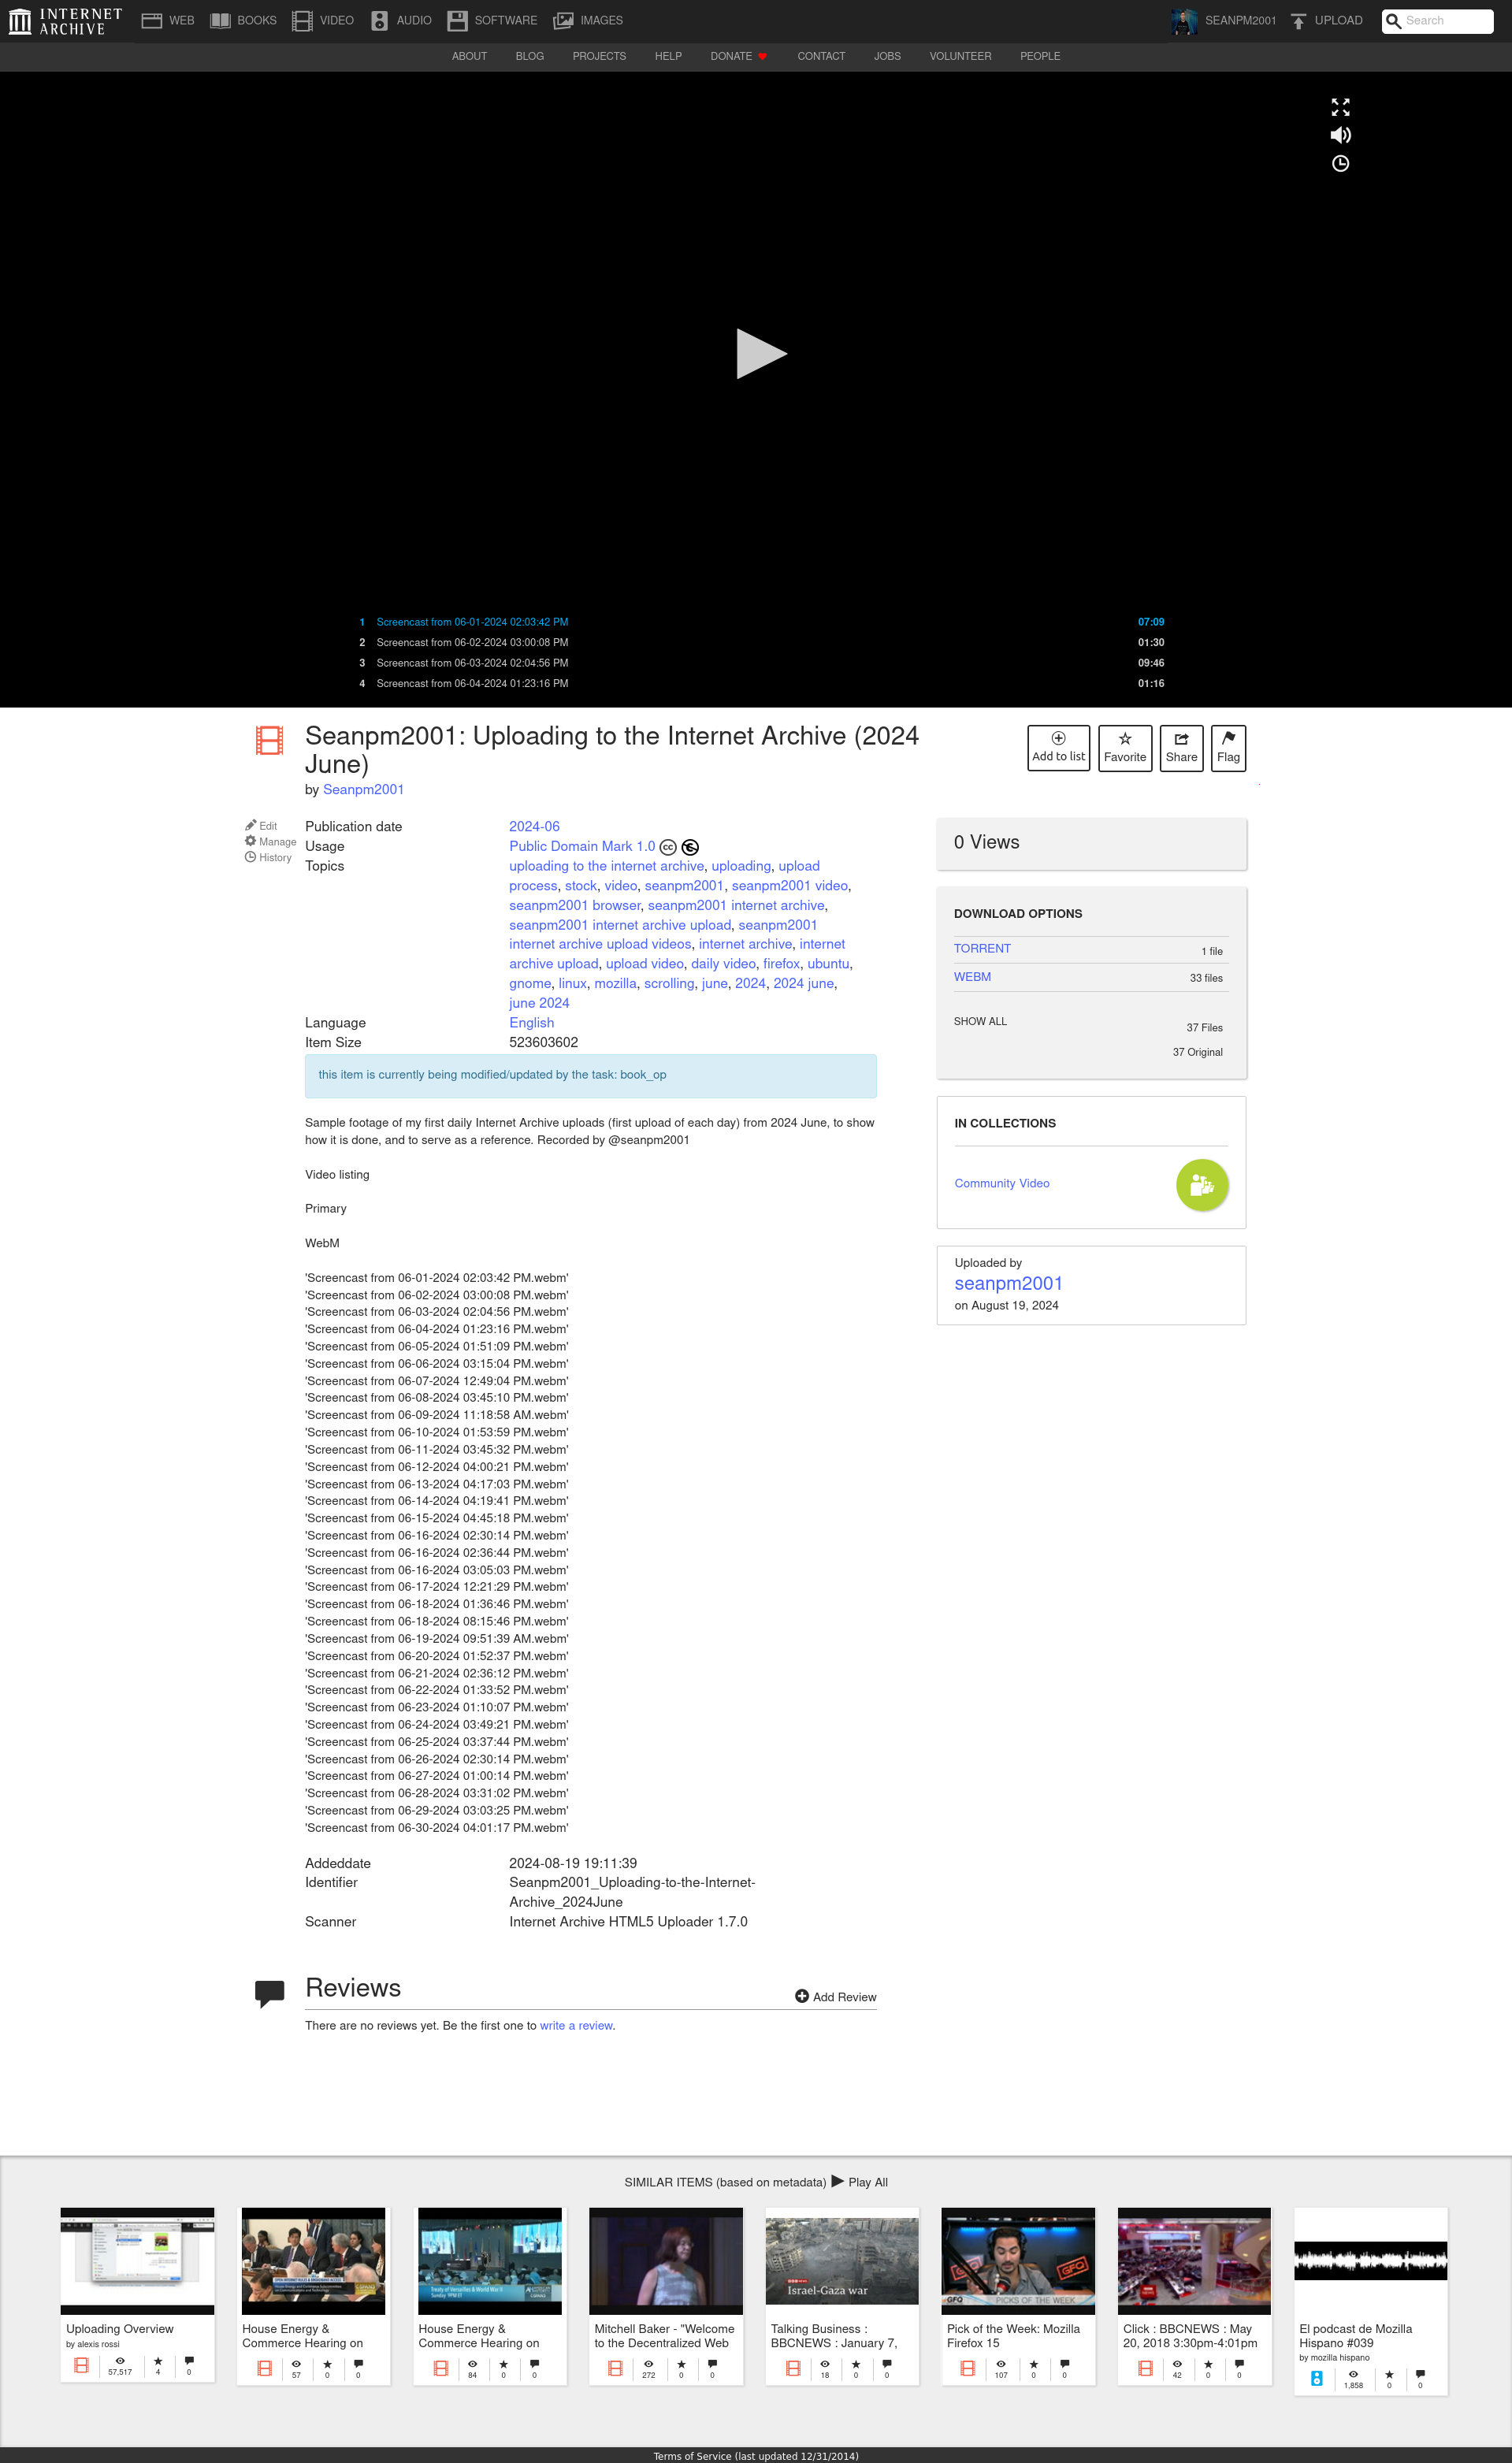 INTERNET ARCHIVE
WEB BOOKS VIDEO AUDIO SOFTWARE IMAGES SEANPM2001 UPLOAD Search
ABOUT BLOG PROJECTS HELP DONATE CONTACT JOBS VOLUNTEER PEOPLE
1 Screencast from 06-01-2024 02:03:42 PM 07:09
2 Screencast from 06-02-2024 03:00:08 PM 01:30
3 Screencast from 06-03-2024 02:04:56 PM 09:46
4 Screencast from 06-04-2024 01:23:16 PM 01:16
Seanpm2001: Uploading to the Internet Archive (2024
June)
by Seanpm2001
Add to list Favorite Share Flag
Edit
Manage
History
Publication date 2024-06
Usage Public Domain Mark 1.0
Topics uploading to the internet archive, uploading, upload
process, stock, video, seanpm2001, seanpm2001 video,
seanpm2001 browser, seanpm2001 internet archive,
seanpm2001 internet archive upload, seanpm2001
internet archive upload videos, internet archive, internet
archive upload, upload video, daily video, firefox, ubuntu,
gnome, linux, mozilla, scrolling, june, 2024, 2024 june,
june 2024
Language English
Item Size 523603602
this item is currently being modified/updated by the task: book_op
Sample footage of my first daily Internet Archive uploads (first upload of each day) from 2024 June, to show
how it is done, and to serve as a reference. Recorded by @seanpm2001
Video listing
Primary
WebM
'Screencast from 06-01-2024 02:03:42 PM.webm'
'Screencast from 06-02-2024 03:00:08 PM.webm'
'Screencast from 06-03-2024 02:04:56 PM.webm'
'Screencast from 06-04-2024 01:23:16 PM.webm'
'Screencast from 06-05-2024 01:51:09 PM.webm'
'Screencast from 06-06-2024 03:15:04 PM.webm'
'Screencast from 06-07-2024 12:49:04 PM.webm'
'Screencast from 06-08-2024 03:45:10 PM.webm'
'Screencast from 06-09-2024 11:18:58 AM.webm'
'Screencast from 06-10-2024 01:53:59 PM.webm'
'Screencast from 06-11-2024 03:45:32 PM.webm'
'Screencast from 06-12-2024 04:00:21 PM.webm'
'Screencast from 06-13-2024 04:17:03 PM.webm'
'Screencast from 06-14-2024 04:19:41 PM.webm'
'Screencast from 06-15-2024 04:45:18 PM.webm'
'Screencast from 06-16-2024 02:30:14 PM.webm'
'Screencast from 06-16-2024 02:36:44 PM.webm'
'Screencast from 06-16-2024 03:05:03 PM.webm'
'Screencast from 06-17-2024 12:21:29 PM.webm'
'Screencast from 06-18-2024 01:36:46 PM.webm'
'Screencast from 06-18-2024 08:15:46 PM.webm'
'Screencast from 06-19-2024 09:51:39 AM.webm'
'Screencast from 06-20-2024 01:52:37 PM.webm'
'Screencast from 06-21-2024 02:36:12 PM.webm'
'Screencast from 06-22-2024 01:33:52 PM.webm'
'Screencast from 06-23-2024 01:10:07 PM.webm'
'Screencast from 06-24-2024 03:49:21 PM.webm'
'Screencast from 06-25-2024 03:37:44 PM.webm'
'Screencast from 06-26-2024 02:30:14 PM.webm'
'Screencast from 06-27-2024 01:00:14 PM.webm'
'Screencast from 06-28-2024 03:31:02 PM.webm'
'Screencast from 06-29-2024 03:03:25 PM.webm'
'Screencast from 06-30-2024 04:01:17 PM.webm'
Addeddate 2024-08-19 19:11:39
Identifier Seanpm2001_Uploading-to-the-Internet-
Archive_2024June
Scanner Internet Archive HTML5 Uploader 1.7.0
0 Views
DOWNLOAD OPTIONS
TORRENT 1 file
WEBM 33 files
SHOW ALL 37 Files
37 Original
IN COLLECTIONS
Community Video
Uploaded by
seanpm2001
on August 19, 2024
Reviews
Add Review
There are no reviews yet. Be the first one to write a review.
SIMILAR ITEMS (based on metadata) Play All
Uploading Overview
by alexis rossi
57,517 4 0
House Energy &
Commerce Hearing on
57 0 0
Treaty of Versailles & World War I
Sunday 1PM ET
House Energy &
Commerce Hearing on
84 0 0
Mitchell Baker - "Welcome
to the Decentralized Web
272 0 0
Israel-Gaza war
Talking Business :
BBCNEWS : January 7,
18 0 0
GFQ
GFQ PICKS OF THE WEEK
Pick of the Week: Mozilla
Firefox 15
107 0 0
Click : BBCNEWS : May
20, 2018 3:30pm-4:01pm
42 0 0
El podcast de Mozilla
Hispano #039
by mozilla hispano
1,858 0 0
Terms of Service (last updated 12/31/2014)